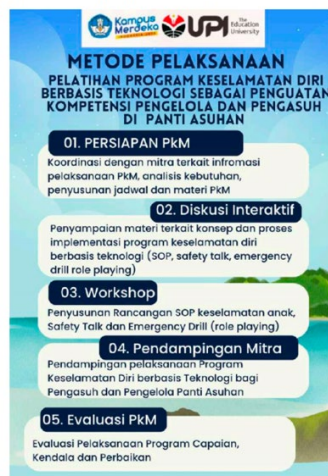 Kampus
Merdeka
UPI
The
Education
University
METODE PELAKSANAAN
PELATIHAN PROGRAM KESELAMATAN DIRI
BERBASIS TEKNOLOGI SEBAGAI PENGUATAN
KOMPETENSI PENGELOLA DAN PENGASUH
DI PANTI ASUHAN
01. PERSIAPAN PkM
Koordinasi dengan mitra terkait infromasi
pelaksanaan PkM, analisis kebutuhan,
penyusunan jadwal dan materi PkM
02. Diskusi Interaktif
Penyampaian materi terkait konsep dan proses
implementasi program keselamatan diri
berbasis teknologi (SOP, safety talk, emergency
drill role playing)
03. Workshop
Penyusunan Rancangan SOP keselamatan anak,
Safety Talk dan Emergency Drill (role playing)
04. Pendampingan Mitra
Pendampingan pelaksanaan Program
Keselamatan Diri berbasis Teknologi bagi
Pengasuh dan Pengelola Panti Asuhan
05. Evaluasi PkM
Evaluasi Pelaksanaan Program Capaian,
Kendala dan Perbaikan